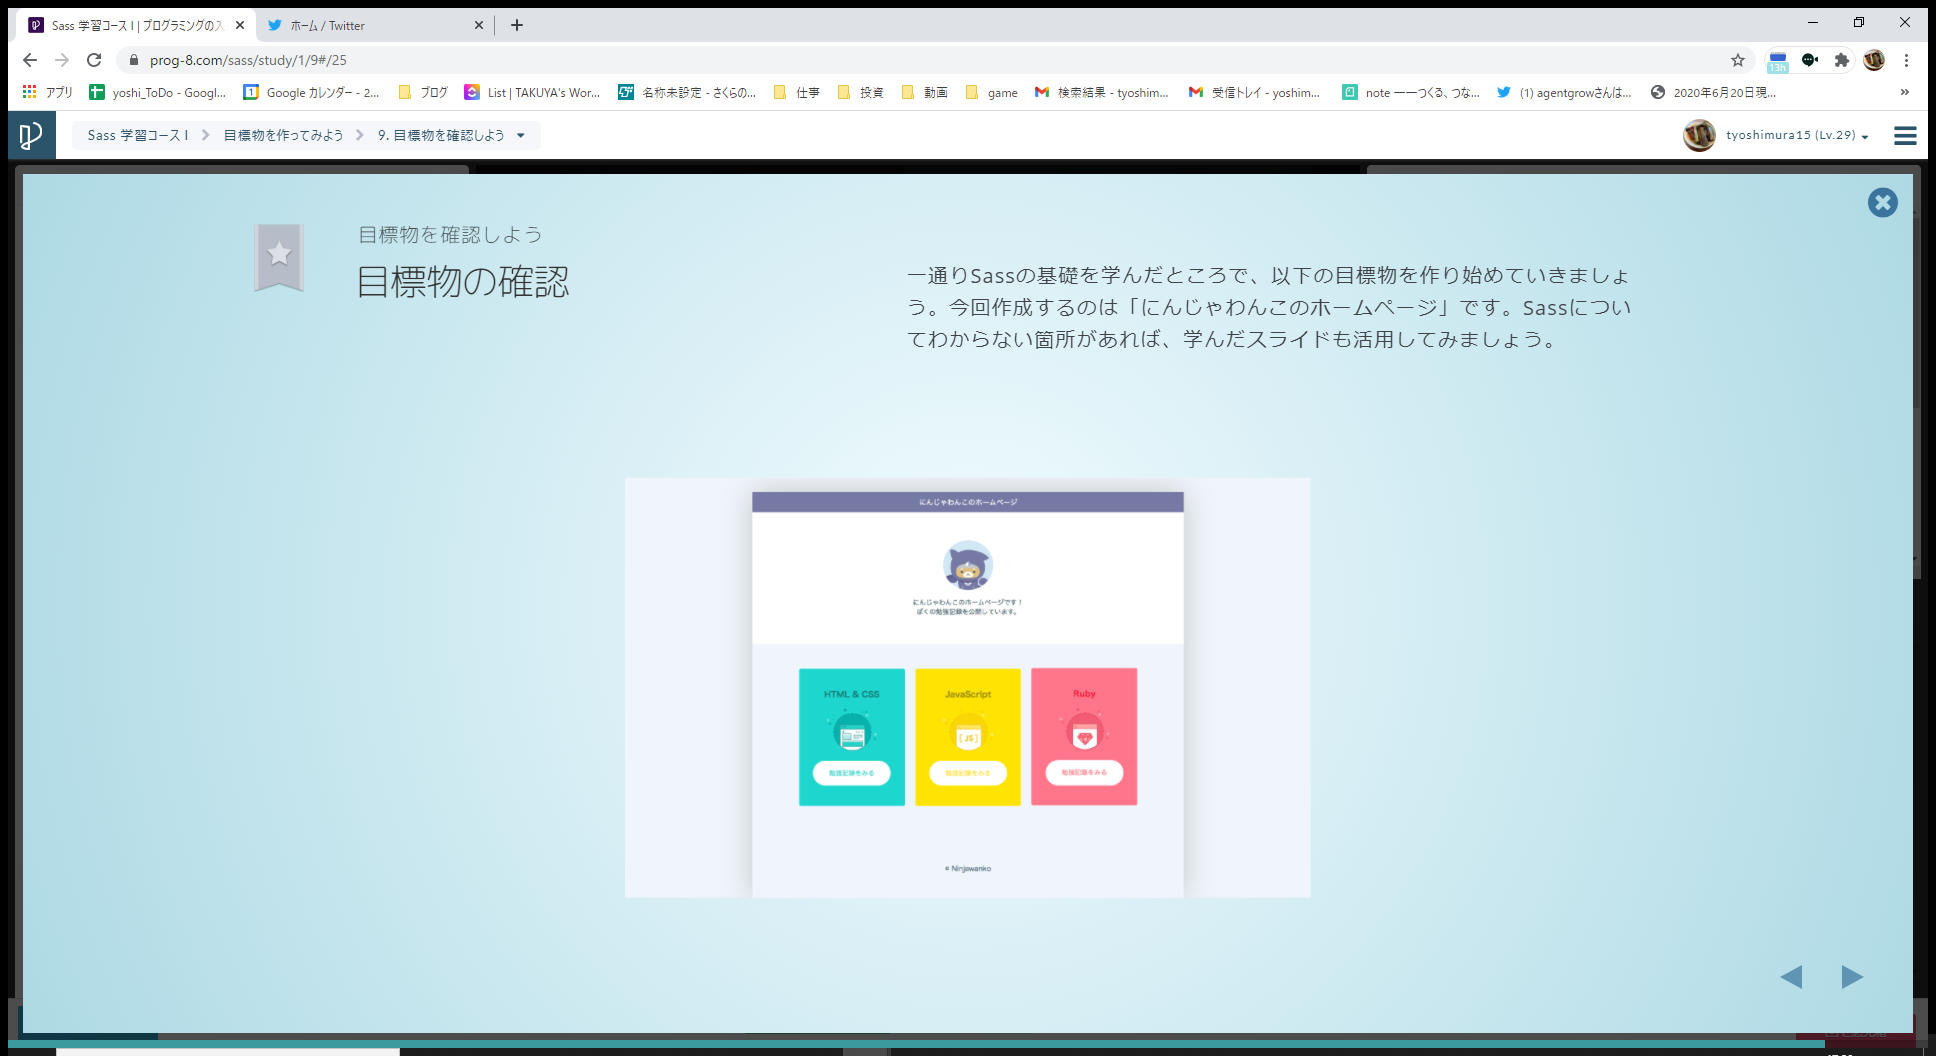 Sass 学習コース I | プログラミングのス
ホーム / Twitter
prog-8.com/sass/study/1/9#/25
13h
アプリ
yoshi_ToDo - Googl...
Google カレンダー - 2...
ブログ
List | TAKUYA's Wor...
名称未設定 - さくらの...
仕事
投資
動画
game
検索結果 - tyoshim...
受信トレイ - yoshim...
note ――つくる、つな...
(1) agentgrowさんは...
2020年6月20日現...
»
Sass 学習コース I
目標物を作ってみよう
9. 目標物を確認しよう
tyoshimura15 (Lv.29)
目標物を確認しよう
目標物の確認
一通りSassの基礎を学んだところで、以下の目標物を作り始めていきましょ
う。今回作成するのは「にんじゃわんこのホームページ」です。Sassについ
てわからない箇所があれば、学んだスライドも活用してみましょう。
にんじゃわんこのホームページ
にんじゃわんこのホームページです！
ぼくの勉強記録を公開しています。
HTML & CSS
勉強記録をみる
JavaScript
[JS]
勉強記録をみる
Ruby
勉強記録をみる
© Ninjawanko